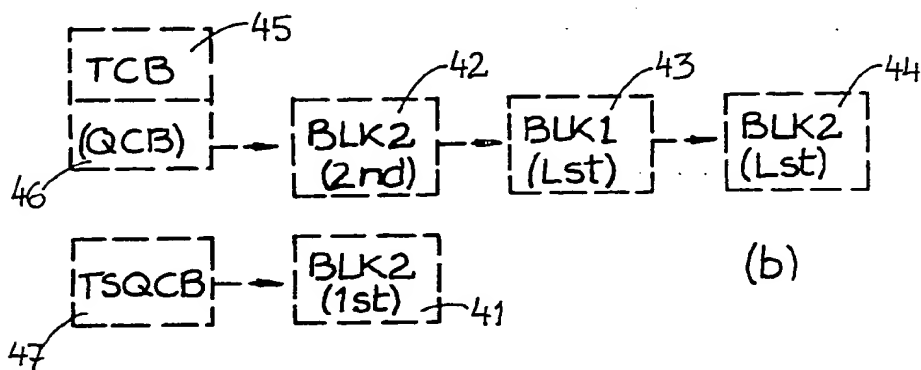 45
TCB
(QCB)
46
42
BLK2
(2nd)
43
BLK1
(Lst)
44
BLK2
(Lst)
TSQCB
47
BLK2
(1st)
41
(b)